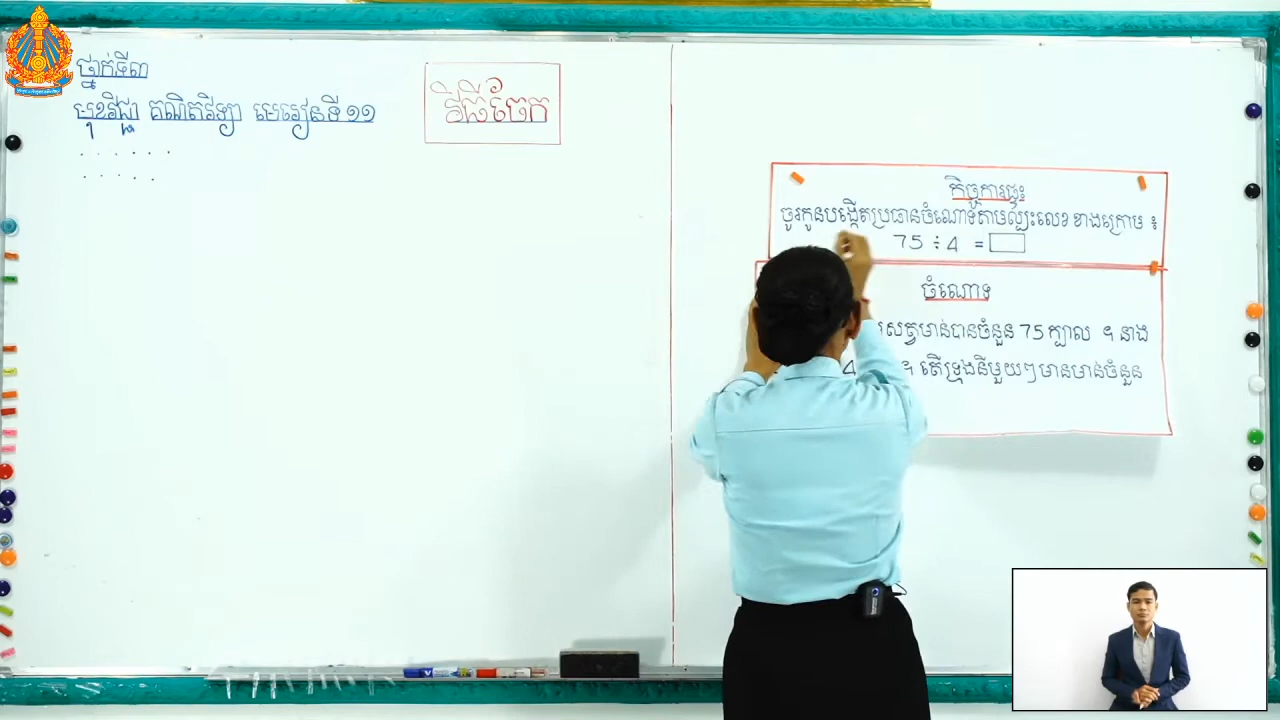 ថ្នាក់ទី៣
មុខវិជ្ជា គណិតវិទ្យា មេរៀនទី ១១
វិធីចែក
កិច្ចការផ្ទះ
ចូរកូនបង្កើតប្រធានចំណោទតាមល្បះលេខខាងក្រោម ៖
75 ÷ 4 =
ចំណោទ
សត្វមាន់បានចំនួន 75 ក្បាល ។ នាង
4 ។ តើទ្រុងនីមួយៗមានមាន់ចំនួន